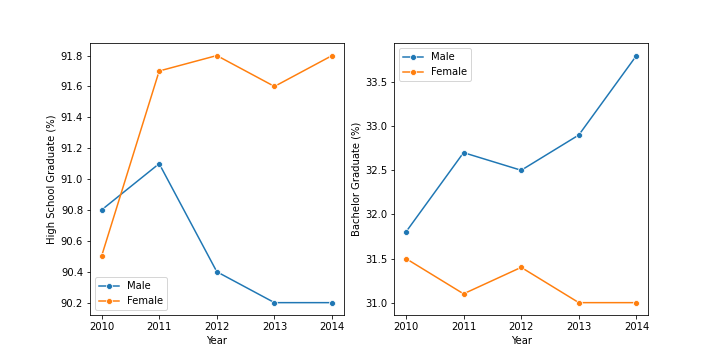 High School Graduate (%)
91.8
91.6
91.4
91.2
91.0
90.8
90.6
90.4
90.2
Male
Female
2010 2011 2012 2013 2014
Year
Bachelor Graduate (%)
33.5
33.0
32.5
32.0
31.5
31.0
Male
Female
2010 2011 2012 2013 2014
Year